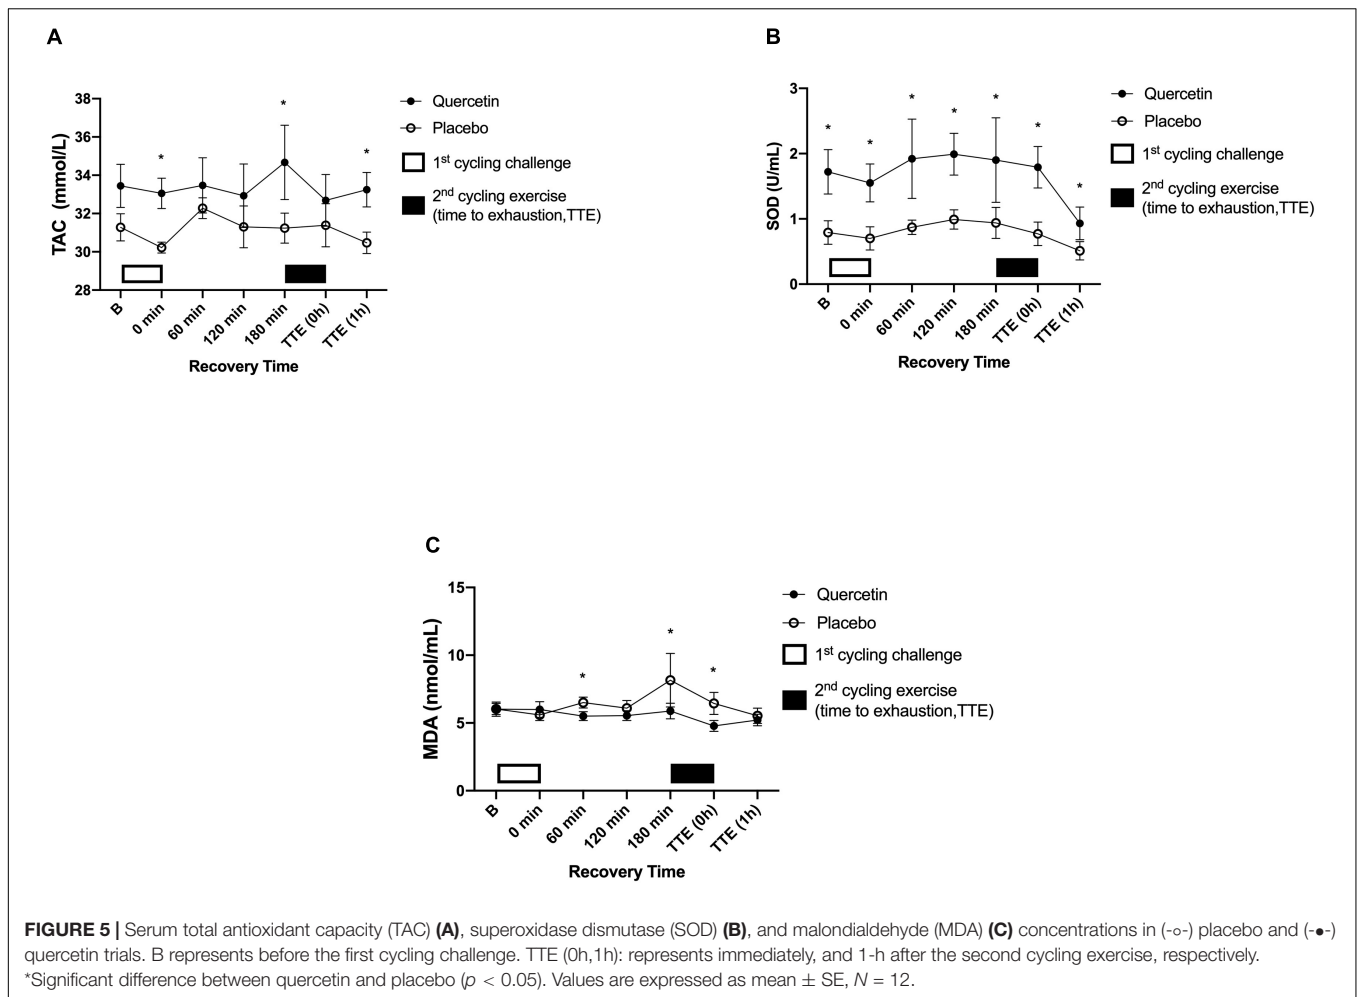 A
38
36
34
32
30
28
TAC (mmol/L)
*
*
*
B
0 min
60 min
120 min
180 min
TTE (0h)
TTE (1h)
Recovery Time
Quercetin
Placebo
1st cycling challenge
2nd cycling exercise
(time to exhaustion,TTE)
B
3
2
1
0
SOD (U/mL)
*
*
*
*
*
*
*
B
0 min
60 min
120 min
180 min
TTE (0h)
TTE (1h)
Recovery Time
Quercetin
Placebo
1st cycling challenge
2nd cycling exercise
(time to exhaustion,TTE)
C
15
10
5
0
MDA (nmol/mL)
*
*
*
B
0 min
60 min
120 min
180 min
TTE (0h)
TTE (1h)
Recovery Time
Quercetin
Placebo
1st cycling challenge
2nd cycling exercise
(time to exhaustion,TTE)
FIGURE 5 | Serum total antioxidant capacity (TAC) (A), superoxidase dismutase (SOD) (B), and malondialdehyde (MDA) (C) concentrations in (-○-) placebo and (-●-)
quercetin trials. B represents before the first cycling challenge. TTE (0h,1h): represents immediately, and 1-h after the second cycling exercise, respectively.
*Significant difference between quercetin and placebo (p < 0.05). Values are expressed as mean ± SE, N = 12.